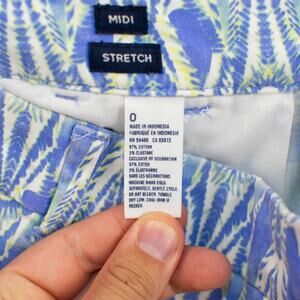 MIDI
STRETCH
0
MADE IN INDONESIA
FABRIQUÉ EN INDONÉSIE
RN 54485 CA 03873
97% COTTON
3% ELASTANE
EXCLUSIVE OF DECORATION
97% COTON
3% ÉLASTHANNE
SANS LES DÉCORATIONS
MACHINE WASH COLD
SEPARATELY, GENTLE CYCLE.
DO NOT BLEACH. TUMBLE
DRY LOW. COOL IRON IF
NEEDED